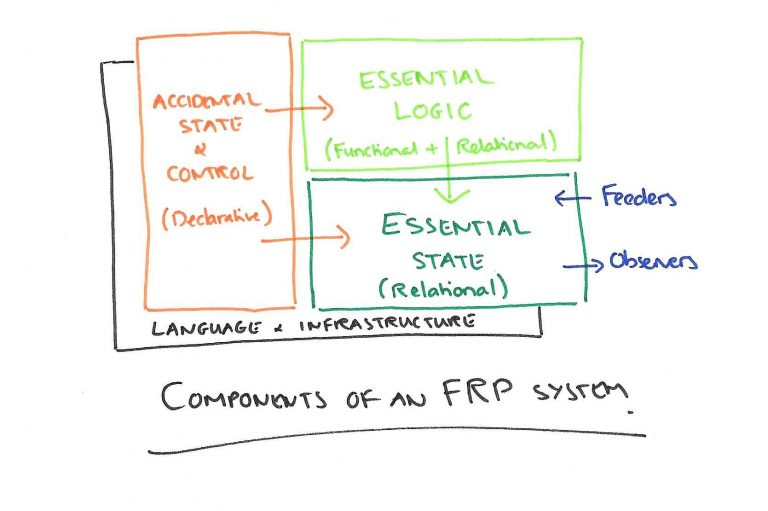 ACCIDENTAL
STATE
&
CONTROL
(Declarative)
ESSENTIAL
LOGIC
(Functional + Relational)
ESSENTIAL
STATE
(Relational)
Feeders
Observers
LANGUAGE & INFRASTRUCTURE
COMPONENTS OF AN FRP SYSTEM.